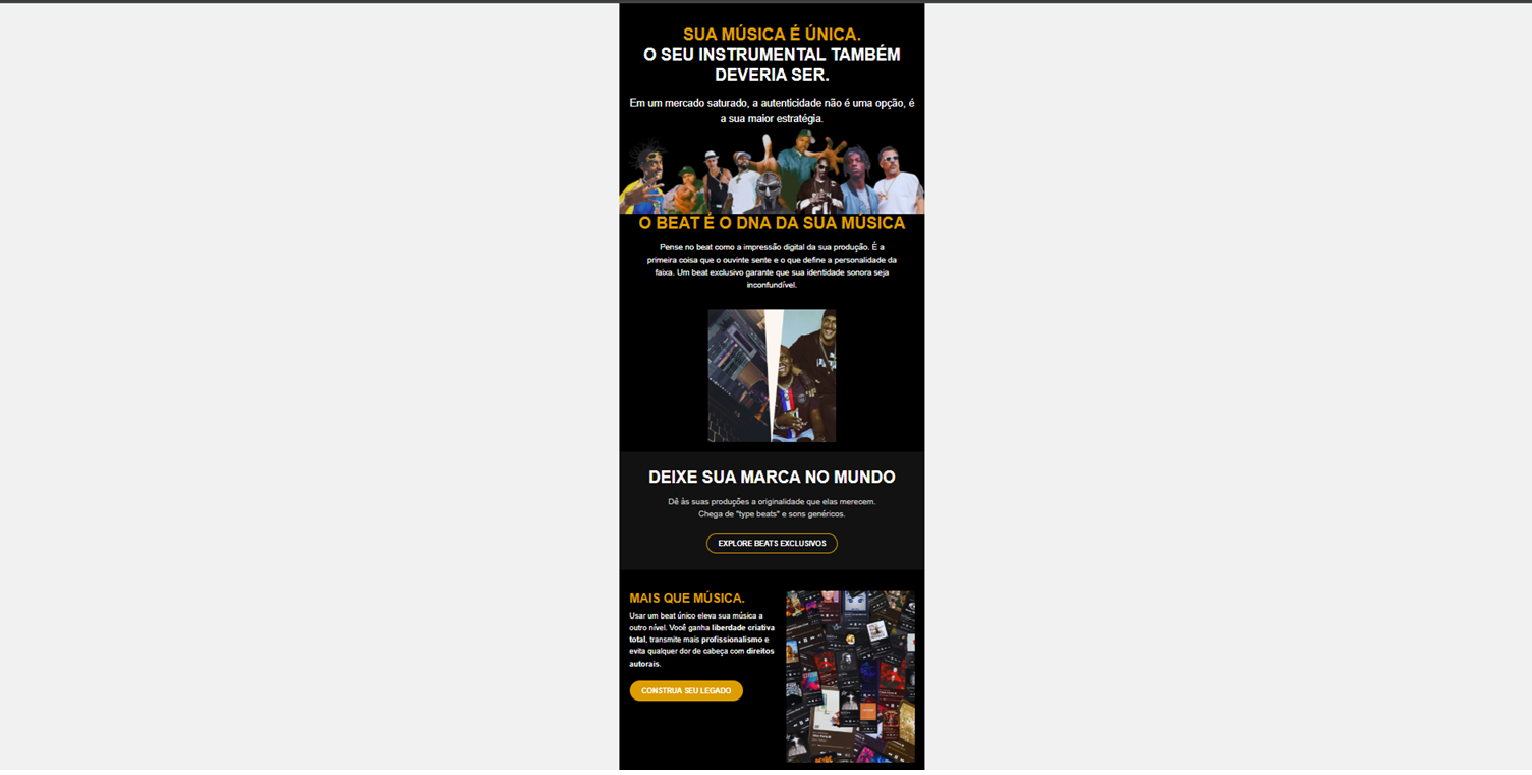 SUA MÚSICA É ÚNICA.
O SEU INSTRUMENTAL TAMBÉM
DEVERIA SER.
Em um mercado saturado, a autenticidade não é uma opção, é
a sua maior estratégia.
O BEAT É O DNA DA SUA MÚSICA
Pense no beat como a impressão digital da sua produção. É a
primeira coisa que o ouvinte sente e o que define a personalidade da
faixa. Um beat exclusivo garante que sua identidade sonora seja
inconfundível.
DEIXE SUA MARCA NO MUNDO
Dê às suas produções a originalidade que elas merecem.
Chega de "type beats" e sons genéricos.
EXPLORE BEATS EXCLUSIVOS
MAIS QUE MÚSICA.
Usar um beat único eleva sua música a
outro nível. Você ganha liberdade criativa
total, transmite mais profissionalismo e
evita qualquer dor de cabeça com direitos
autorais.
CONSTRUA SEU LEGADO